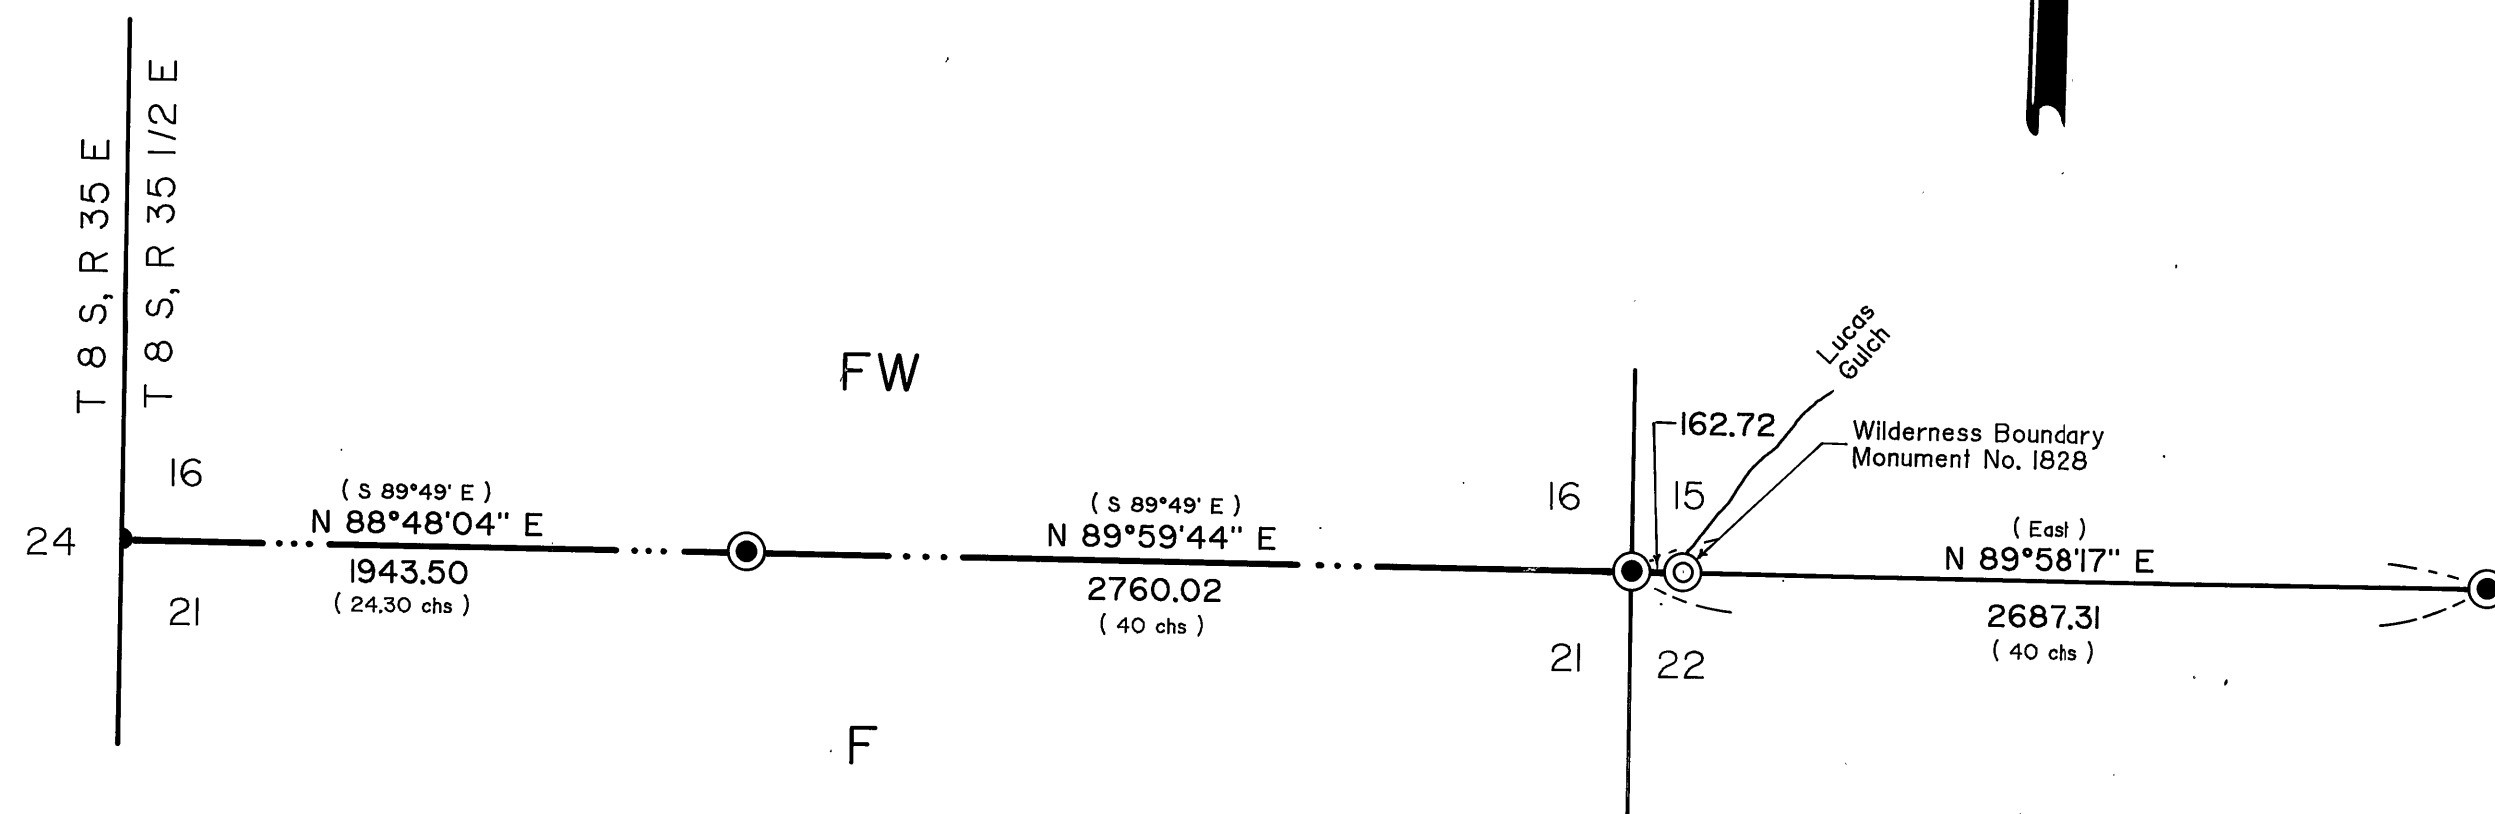 T 8 S, R 35 E
T 8 S, R 35 1/2 E
FW
Lucas
Gulch
162.72
Wilderness Boundary
Monument No. 1828
16
24
21
( S 89°49' E )
N 88°48'04" E
1943.50
( 24.30 chs )
( S 89°49' E )
N 89°59'44" E
2760.02
( 40 chs )
16
15
21
22
( East )
N 89°58'17" E
2687.31
( 40 chs )
F